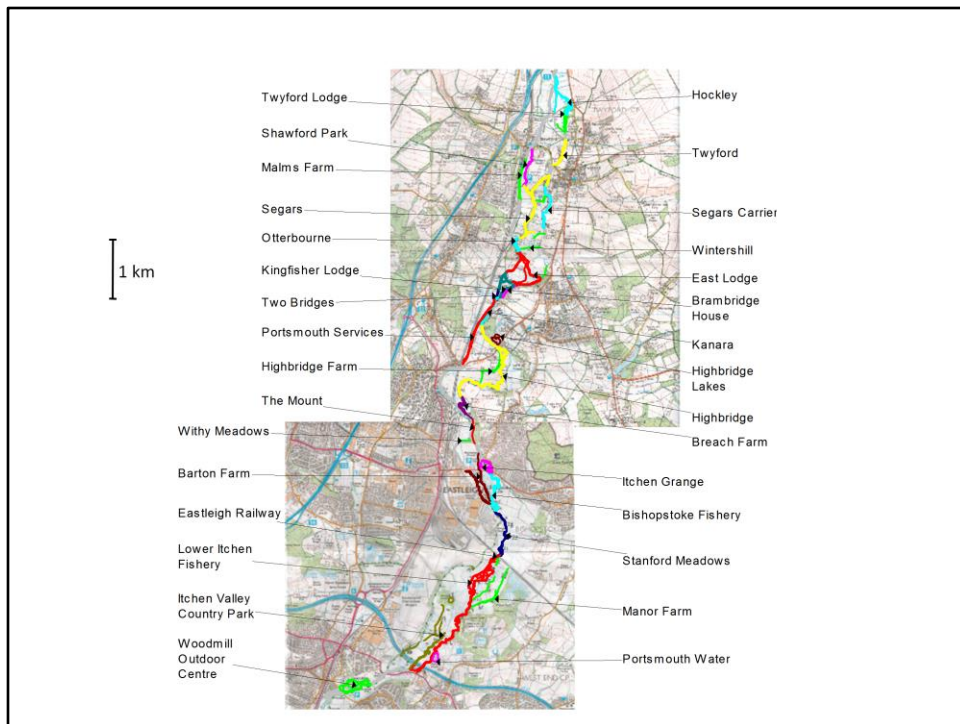 Twyford Lodge
Shawford Park
Malms Farm
Segars
Otterbourne
Kingfisher Lodge
Two Bridges
Portsmouth Services
Highbridge Farm
The Mount
Withy Meadows
Barton Farm
Eastleigh Railway
Lower Itchen
Fishery
Itchen Valley
Country Park
Woodmill
Outdoor
Centre
1 km
Hockley
Twyford
Segars Carrier
Wintershill
East Lodge
Brambridge
House
Kanara
Highbridge
Lakes
Highbridge
Breach Farm
Itchen Grange
Bishopstoke Fishery
Stanford Meadows
Manor Farm
Portsmouth Water
EASTLEIGH